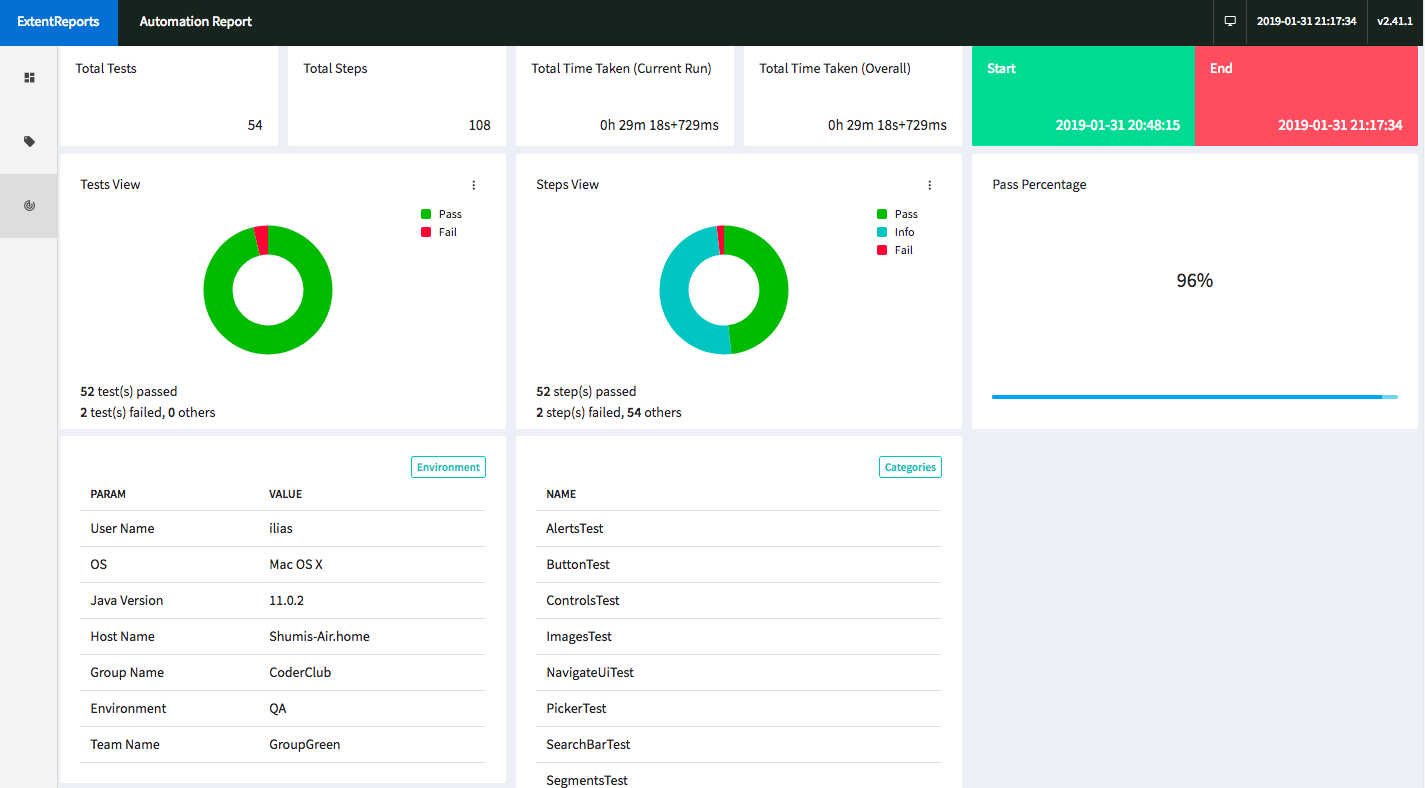 ExtentReports Automation Report 2019-01-31 21:17:34 v2.41.1
Total Tests
54
Total Steps
108
Total Time Taken (Current Run)
0h 29m 18s+729ms
Total Time Taken (Overall)
0h 29m 18s+729ms
Start
2019-01-31 20:48:15
End
2019-01-31 21:17:34
Tests View
Pass
Fail
52 test(s) passed
2 test(s) failed, 0 others
Steps View
Pass
Info
Fail
52 step(s) passed
2 step(s) failed, 54 others
Pass Percentage
96%
Environment
PARAM VALUE
User Name ilias
OS Mac OS X
Java Version 11.0.2
Host Name Shumis-Air.home
Group Name CoderClub
Environment QA
Team Name GroupGreen
Categories
NAME
AlertsTest
ButtonTest
ControlsTest
ImagesTest
NavigateUiTest
PickerTest
SearchBarTest
SegmentsTest